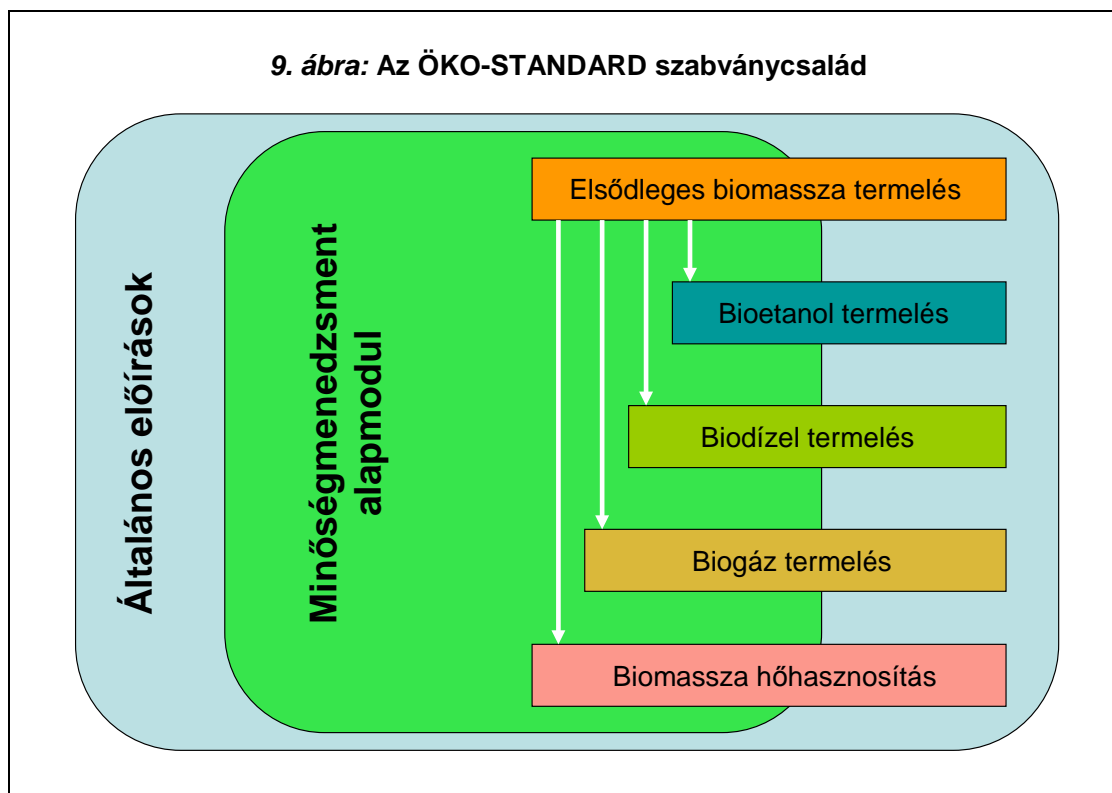 9. ábra: Az ÖKO-STANDARD szabványcsalád
Általános előírások
Minőségmenedzsment
alapmodul
Elsődleges biomassza termelés
Bioetanol termelés
Biodízel termelés
Biogáz termelés
Biomassza hőhasznosítás